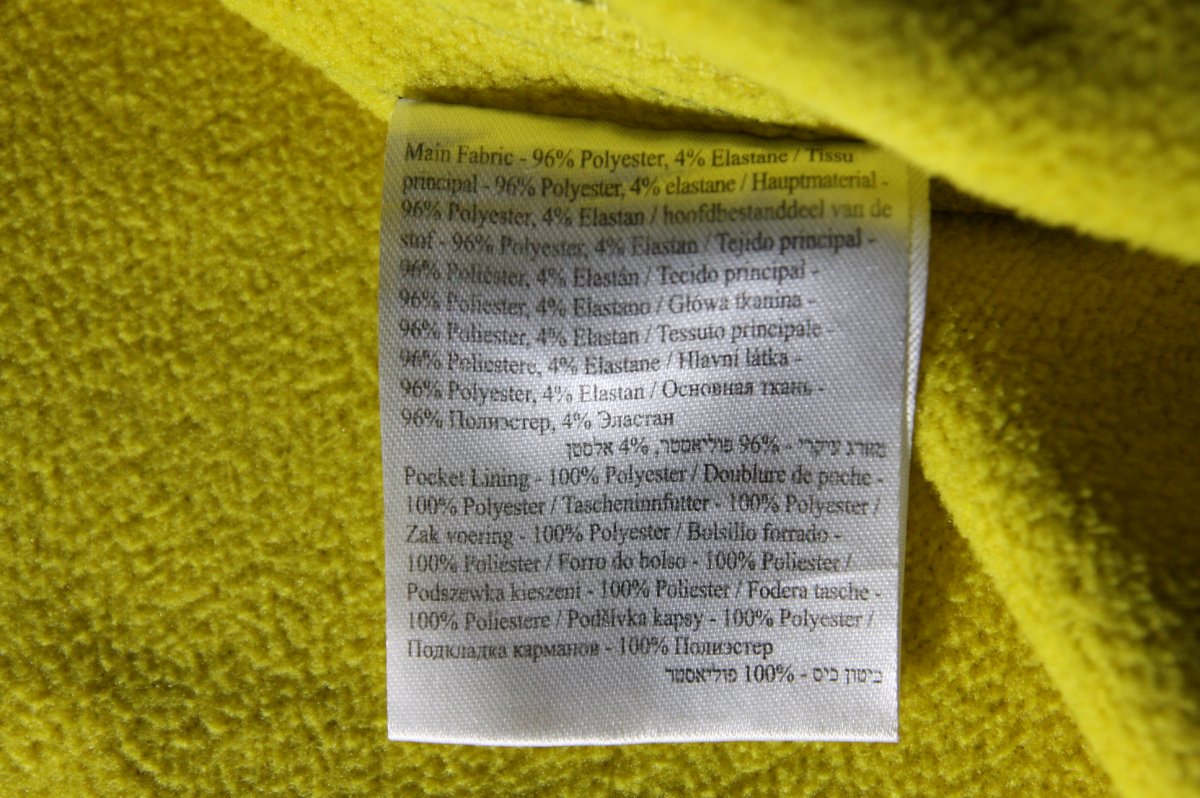 Main Fabric - 96% Polyester, 4% Elastane / Tissu
principal - 96% Polyester, 4% elastane / Hauptmaterial -
96% Polyester, 4% Elastan / hoofdbestanddeel van de
stof - 96% Polyester, 4% Elastan / Tejido principal -
96% Poliéster, 4% Elastán / Tecido principal -
96% Poliéster, 4% Elastano / Główa tkanina -
96% Poliester, 4% Elastan / Tessuto principale -
96% Poliestere, 4% Elastane / Hlavní látka -
96% Polyester, 4% Elastan / Основная ткань -
96% Полиэстер, 4% Эластан
מארג עיקרי - 96% פוליאסטר, 4% אלסטן
Pocket Lining - 100% Polyester / Doublure de poche -
100% Polyester / Tascheninnfutter - 100% Polyester /
Zak voering - 100% Polyester / Bolsillo forrado -
100% Poliéster / Forro do bolso - 100% Poliester /
Podszewka kieszeni - 100% Poliester / Fodera tasche -
100% Poliestere / Podšívka kapsy - 100% Polyester /
Подкладка карманов - 100% Полиэстер
ביטון כיס - 100% פוליאסטר